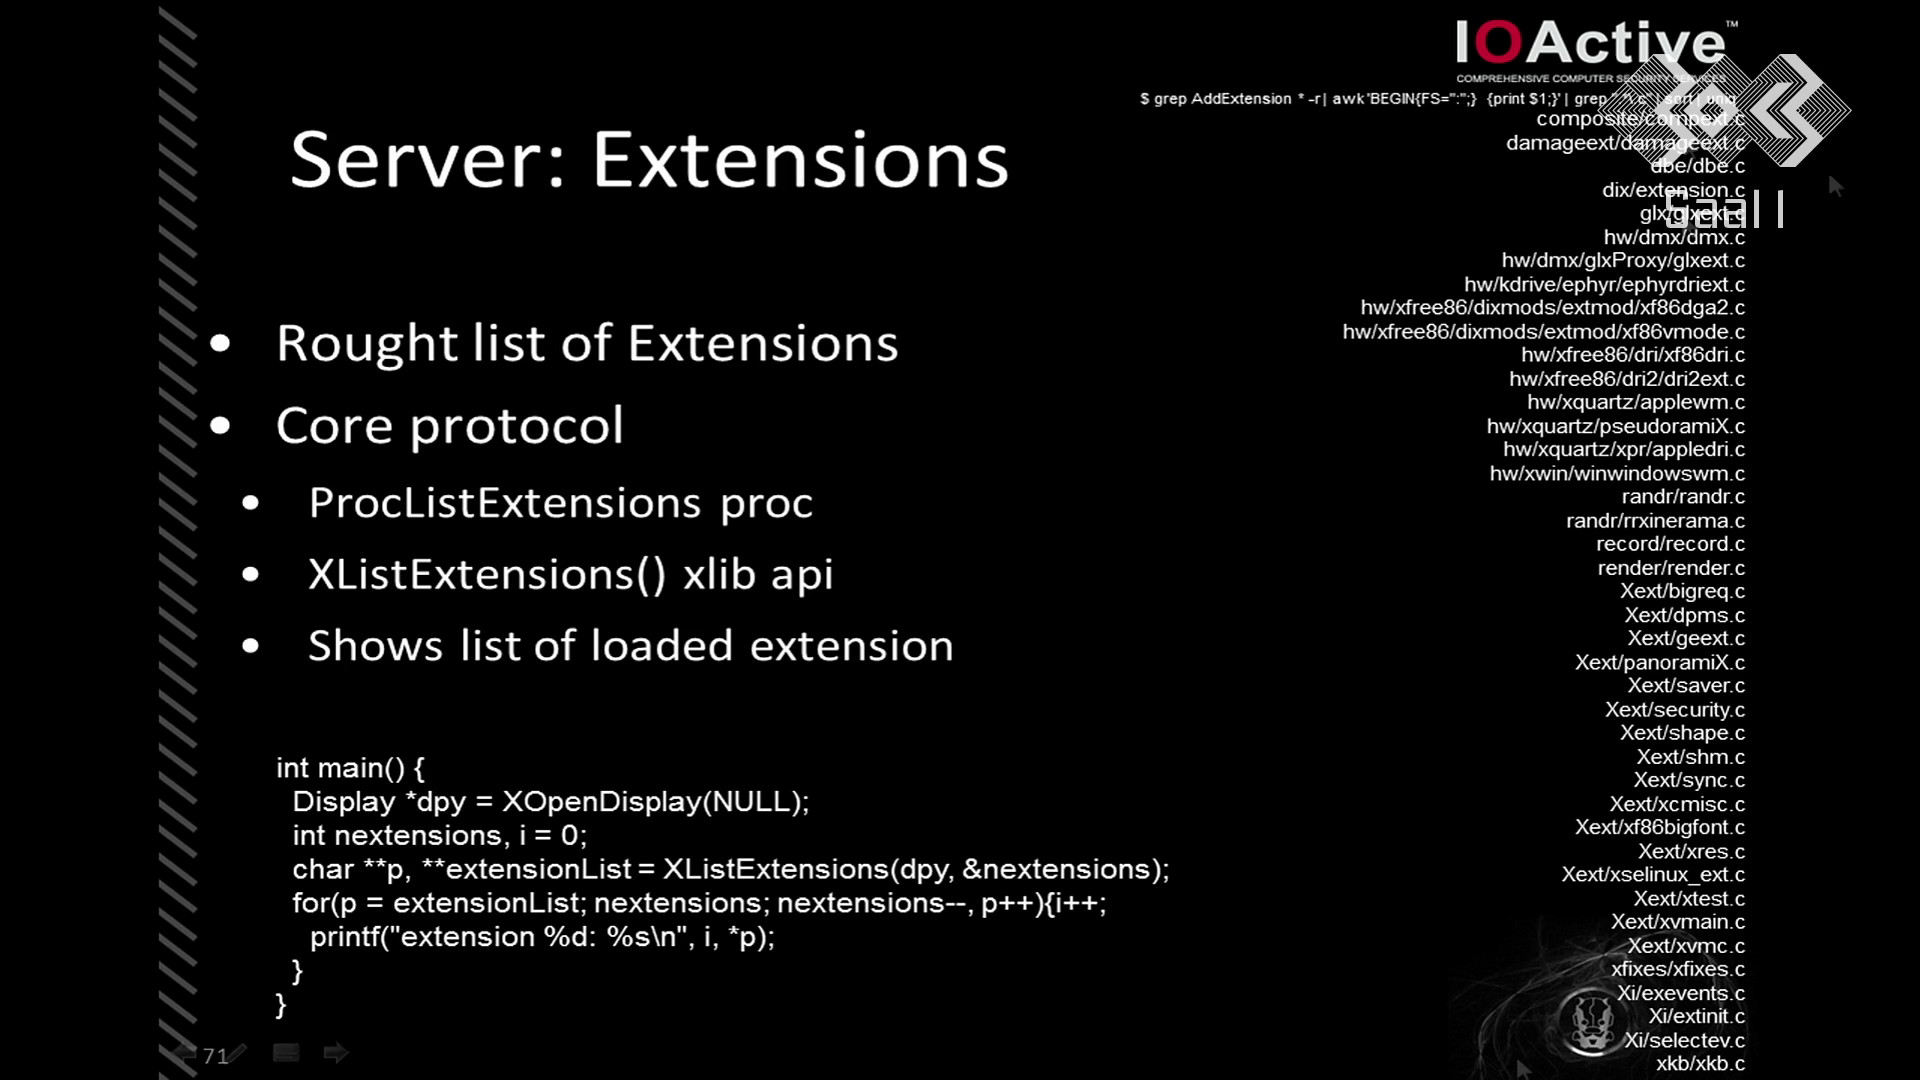 IOActive™
COMPREHENSIVE COMPUTER SECURITY SERVICES
$ grep AddExtension * -r| awk 'BEGIN{FS=":";} {print $1;}' | grep ".*\.c" | sort | uniq
Server: Extensions
• Rought list of Extensions
• Core protocol
• ProcListExtensions proc
• XListExtensions() xlib api
• Shows list of loaded extension
int main() {
Display *dpy = XOpenDisplay(NULL);
int nextensions, i = 0;
char **p, **extensionList = XListExtensions(dpy, &nextensions);
for(p = extensionList; nextensions; nextensions--, p++){i++;
printf("extension %d: %s\n", i, *p);
}
}
composite/compext.c
damageext/damageext.c
dbe/dbe.c
dix/extension.c
glx/glxext.c
hw/dmx/dmx.c
hw/dmx/glxProxy/glxext.c
hw/kdrive/ephyr/ephyrdriext.c
hw/xfree86/dixmods/extmod/xf86dga2.c
hw/xfree86/dixmods/extmod/xf86vmode.c
hw/xfree86/dri/xf86dri.c
hw/xfree86/dri2/dri2ext.c
hw/xquartz/applewm.c
hw/xquartz/pseudoramiX.c
hw/xquartz/xpr/appledri.c
hw/xwin/winwindowswm.c
randr/randr.c
randr/rrxinerama.c
record/record.c
render/render.c
Xext/bigreq.c
Xext/dpms.c
Xext/geext.c
Xext/panoramiX.c
Xext/saver.c
Xext/security.c
Xext/shape.c
Xext/shm.c
Xext/sync.c
Xext/xcmisc.c
Xext/xf86bigfont.c
Xext/xres.c
Xext/xselinux_ext.c
Xext/xtest.c
Xext/xvmain.c
Xext/xvmc.c
xfixes/xfixes.c
Xi/exevents.c
Xi/extinit.c
Xi/selectev.c
xkb/xkb.c
Saal 1
71